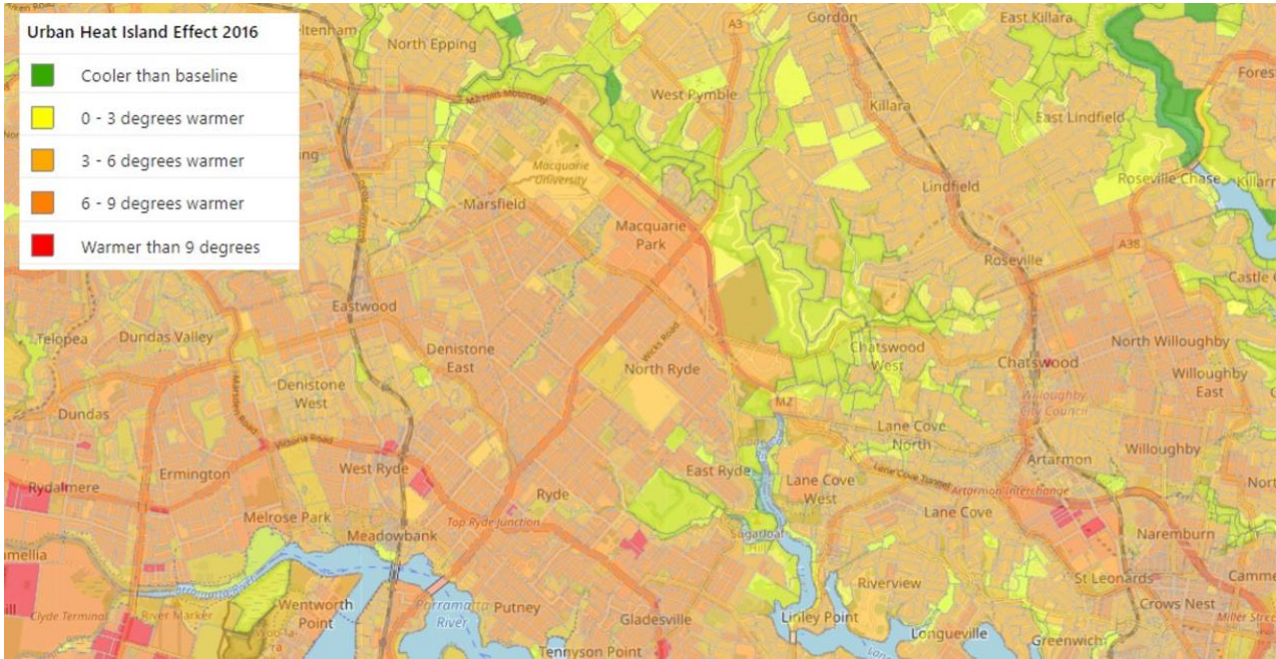 Urban Heat Island Effect 2016
Cooler than baseline
0 - 3 degrees warmer
3 - 6 degrees warmer
6 - 9 degrees warmer
Warmer than 9 degrees
North Epping
A3
Gordon
East Killara
M2 Hills Motorway
West Pymble
Killara
East Lindfield
Macquarie
University
Marsfield
Lindfield
Roseville Chase
Macquarie
Park
A38
Roseville
Eastwood
Telopea
Dundas Valley
Denistone
East
Wicks Road
North Ryde
Chatswood
West
Chatswood
North Willoughby
Willoughby
East
Denistone
West
Dundas
Marsden Road
M2
Willoughby
City Council
Victoria Road
Lane Cove
North
Ermington
West Ryde
East Ryde
Willoughby
Artarmon
Rydalmere
Lane Cove
West
Lane Cove Tunnel
Artarmon Interchange
Ryde
Melrose Park
Top Ryde Junction
Lane Cove
Meadowbank
Sugarloaf
Naremburn
St Leonards
Riverview
Clyde Terminal
River Marker
Wentworth
Point
Parramatta
River
Putney
Gladesville
Linley Point
Crows Nest
Longueville
Greenwich
Miller Street
Tennyson Point